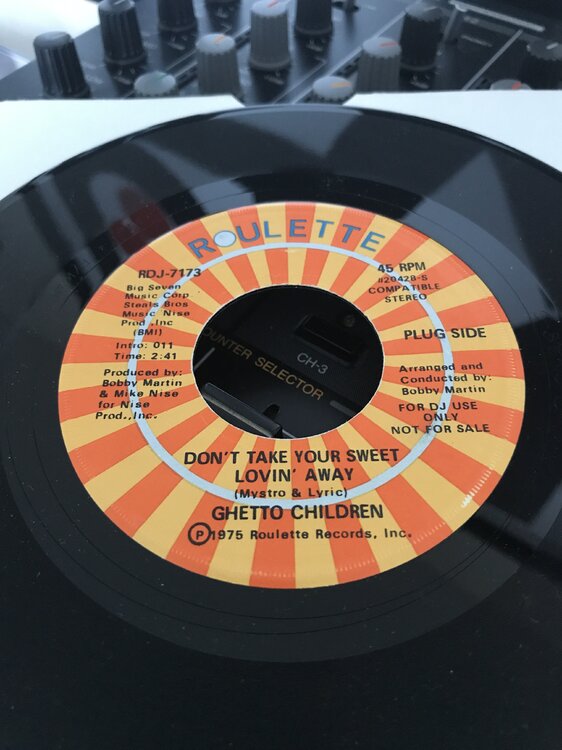 ROULETTE
RDJ-7173
Big Seven
Music Corp
Steals Bros
Music Nise
Prod.,Inc
(BMI)
Intro: 011
Time: 2:41
Produced by:
Bobby Martin
& Mike Nise
for Nise
Prod.,Inc.
45 RPM
#20428-S
COMPATIBLE
STEREO
PLUG SIDE
Arranged and
Conducted by:
Bobby Martin
FOR DJ USE
ONLY
NOT FOR SALE
COUNTER SELECTOR
CH-3
DON'T TAKE YOUR SWEET
LOVIN' AWAY
(Mystro & Lyric)
GHETTO CHILDREN
Ⓟ1975 Roulette Records, Inc.